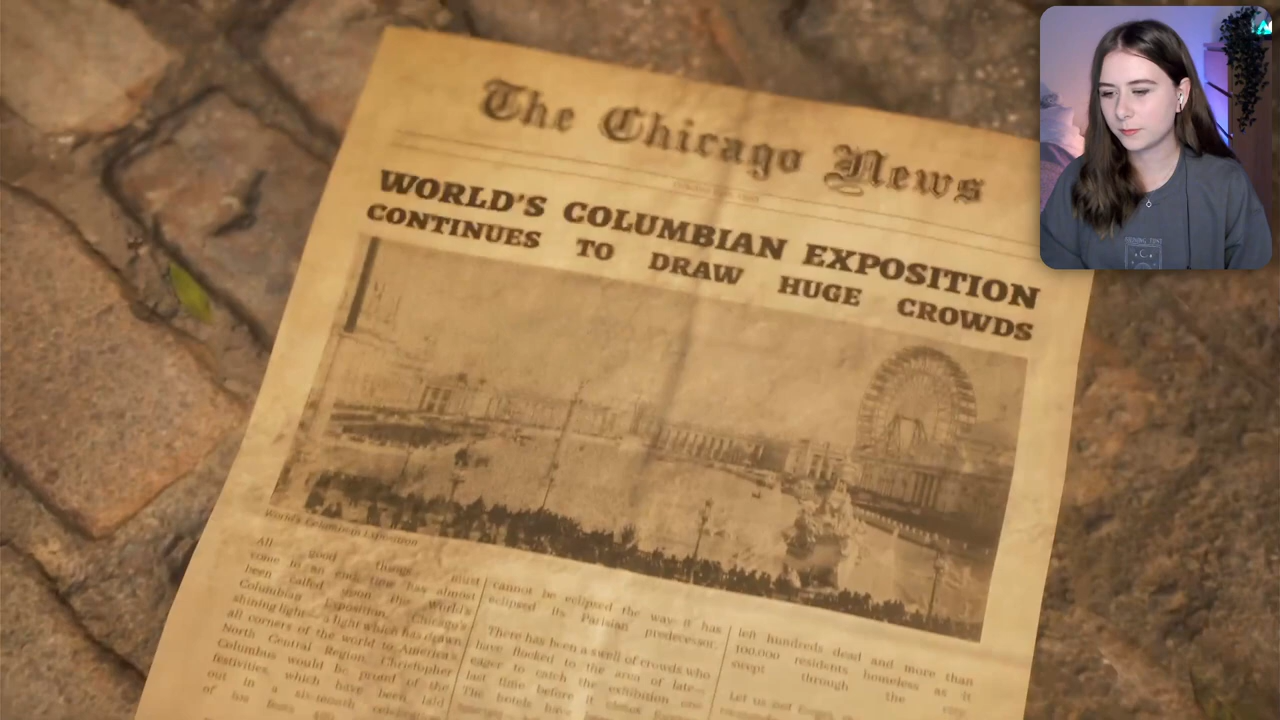 The Chicago News
WORLD'S COLUMBIAN EXPOSITION
CONTINUES TO DRAW HUGE CROWDS
World's Columbian Exposition
All good things must
come to an end, time has almost
been called upon the World's
Columbian Exposition, Chicago's
shining light— a light which has drawn
all corners of the world to America's
North Central Region. Christopher
Columbus would be proud of the
festivities, which have been laid
out in a six-month
cannot be eclipsed the way it has
eclipsed its Parisian predecessor.
There has been a swell of crowds who
have flocked to the area of late—
eager to catch the exhibition one
last time before it closes
The hotels have
left hundreds dead and more than
100,000 residents homeless as it
swept through the city.
Let us not